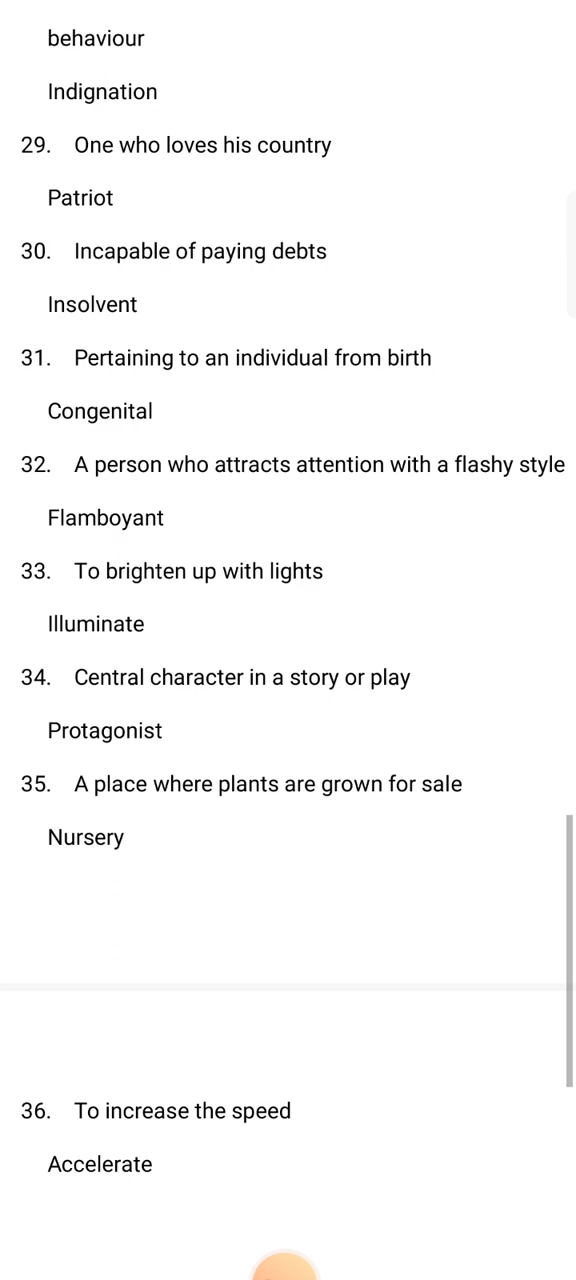 behaviour
Indignation
29. One who loves his country
Patriot
30. Incapable of paying debts
Insolvent
31. Pertaining to an individual from birth
Congenital
32. A person who attracts attention with a flashy style
Flamboyant
33. To brighten up with lights
Illuminate
34. Central character in a story or play
Protagonist
35. A place where plants are grown for sale
Nursery
36. To increase the speed
Accelerate